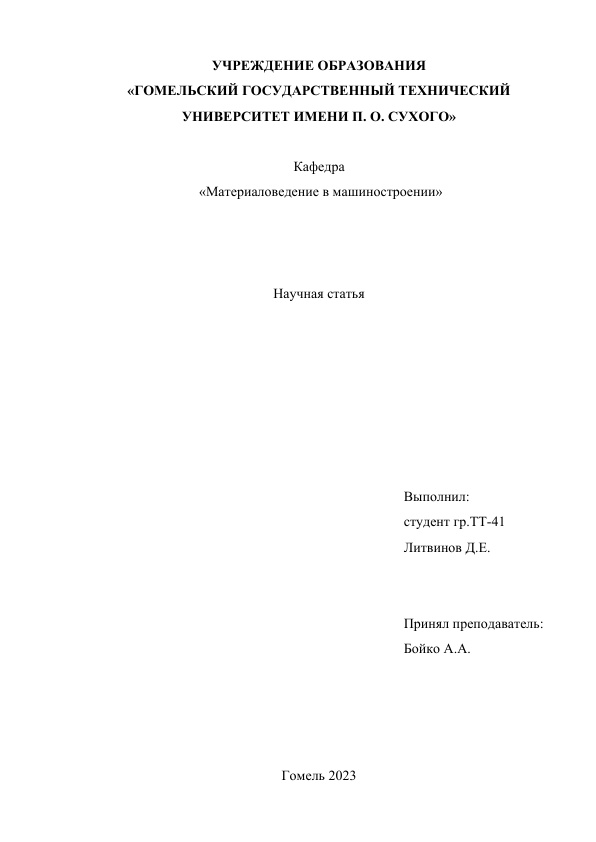 УЧРЕЖДЕНИЕ ОБРАЗОВАНИЯ
«ГОМЕЛЬСКИЙ ГОСУДАРСТВЕННЫЙ ТЕХНИЧЕСКИЙ
УНИВЕРСИТЕТ ИМЕНИ П. О. СУХОГО»
Кафедра
«Материаловедение в машиностроении»
Научная статья
Выполнил:
студент гр.ТТ-41
Литвинов Д.Е.
Принял преподаватель:
Бойко А.А.
Гомель 2023